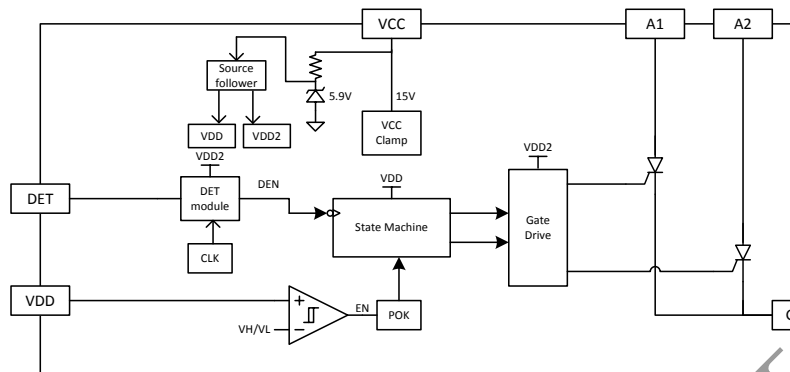 VCC
A1
A2
Source
follower
5.9V
15V
VDD
VDD2
VCC
Clamp
VDD2
DET
DET
module
DEN
VDD
State Machine
VDD2
Gate
Drive
CLK
VDD
+
EN
POK
VH/VL
−